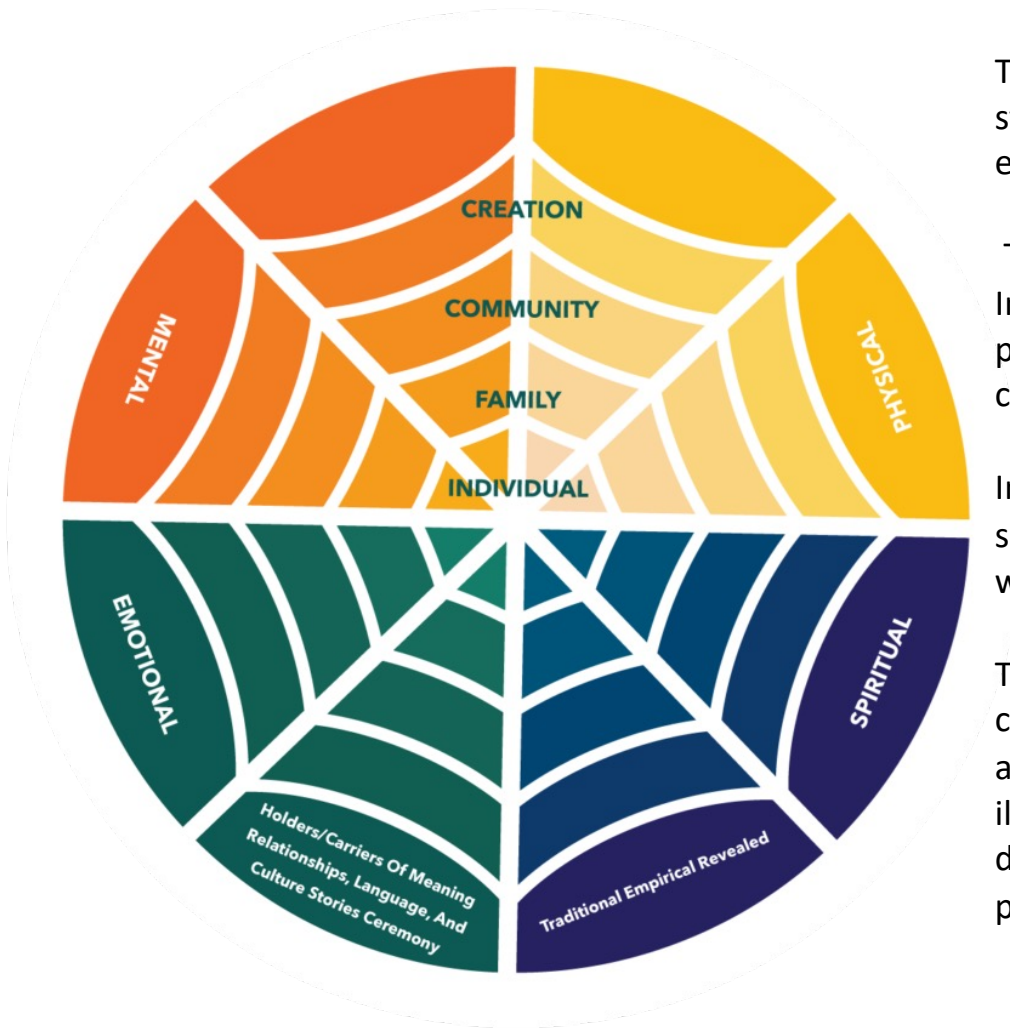 CREATION
COMMUNITY
FAMILY
INDIVIDUAL
MENTAL
PHYSICAL
EMOTIONAL
SPIRITUAL
Holders/Carriers Of Meaning
Relationships, Language, And
Culture Stories Ceremony
Traditional Empirical Revealed